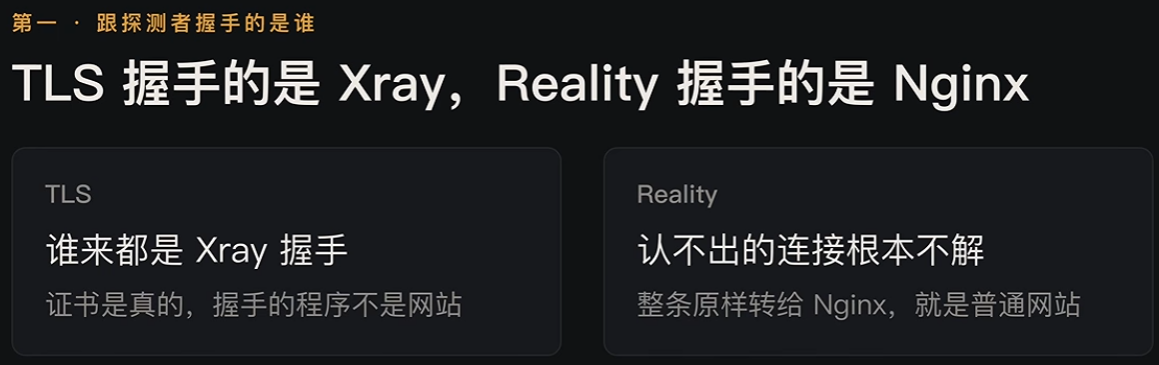 第一 · 跟探测者握手的是谁
TLS 握手的是 Xray，Reality 握手的是 Nginx
TLS
谁来都是 Xray 握手
证书是真的，握手的程序不是网站
Reality
认不出的连接根本不解
整条原样转给 Nginx，就是普通网站